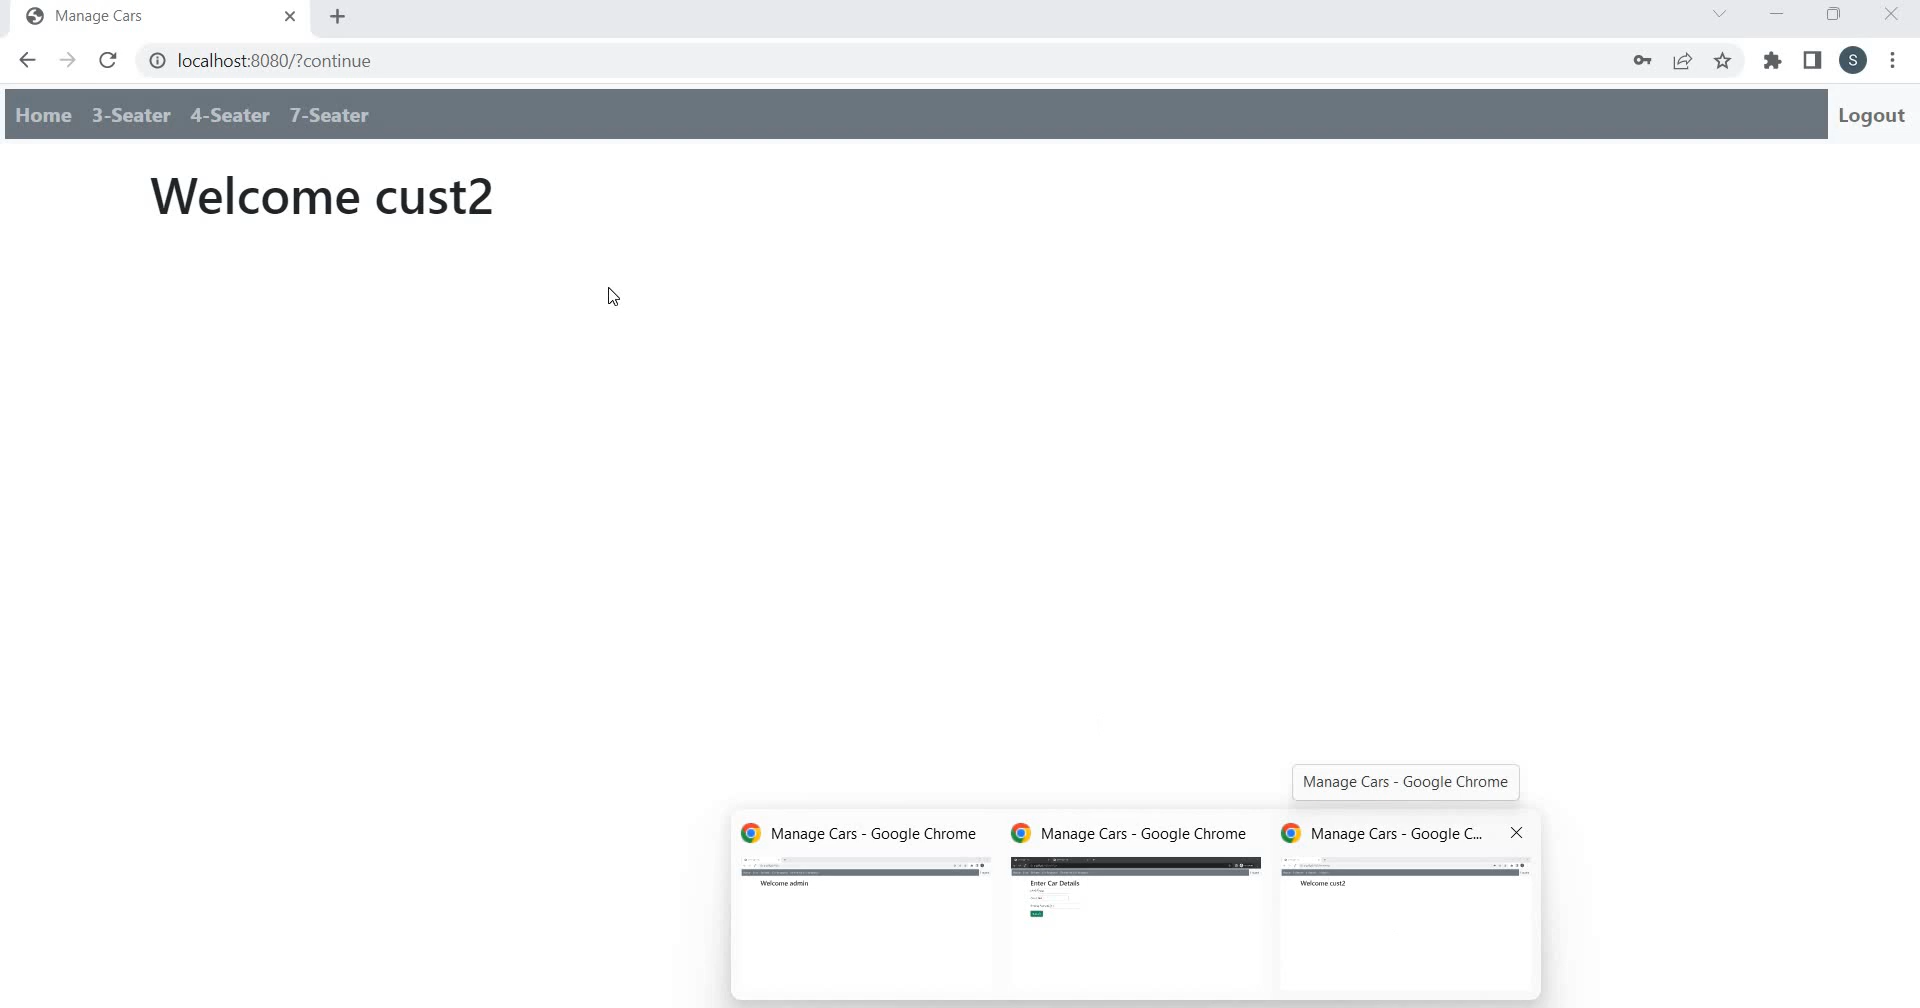 Manage Cars
localhost:8080/?continue
S
Home 3-Seater 4-Seater 7-Seater Logout
Welcome cust2
Manage Cars - Google Chrome
Manage Cars - Google Chrome Manage Cars - Google Chrome Manage Cars - Google C...
Welcome admin Enter Car Details Welcome cust2